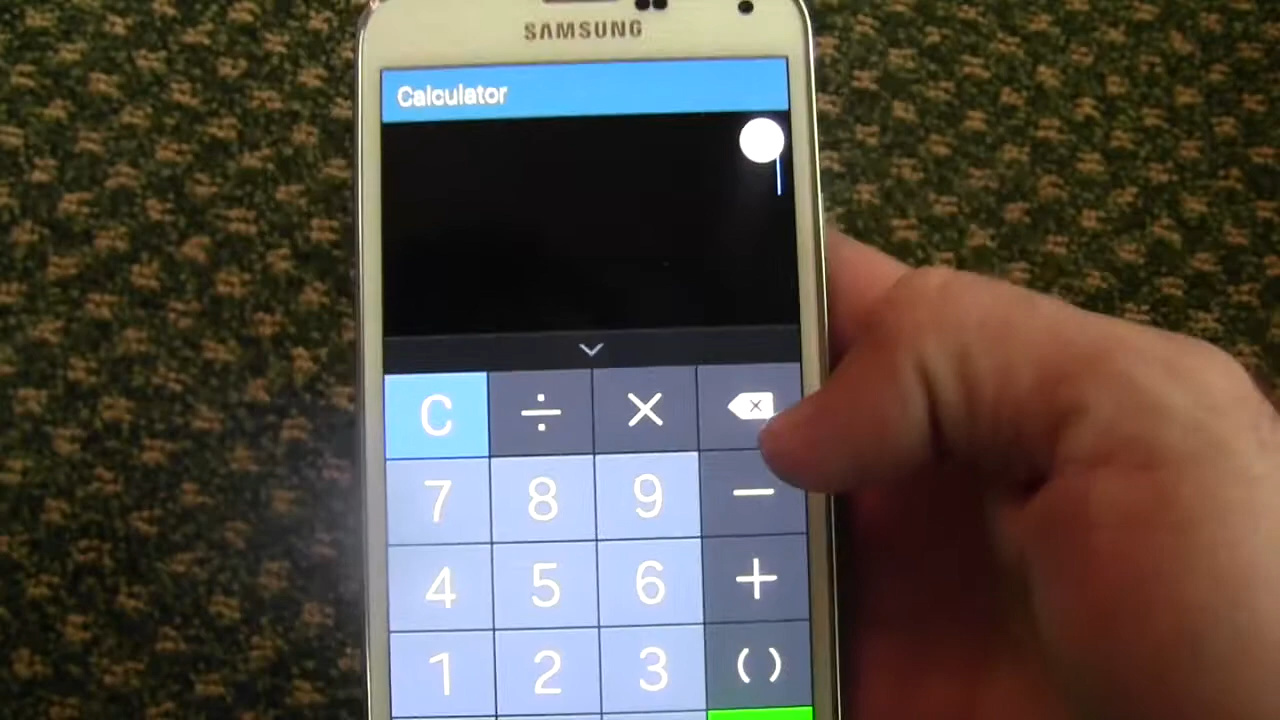 SAMSUNG
Calculator
C ÷ × ⌫
7 8 9 −
4 5 6 +
1 2 3 ()